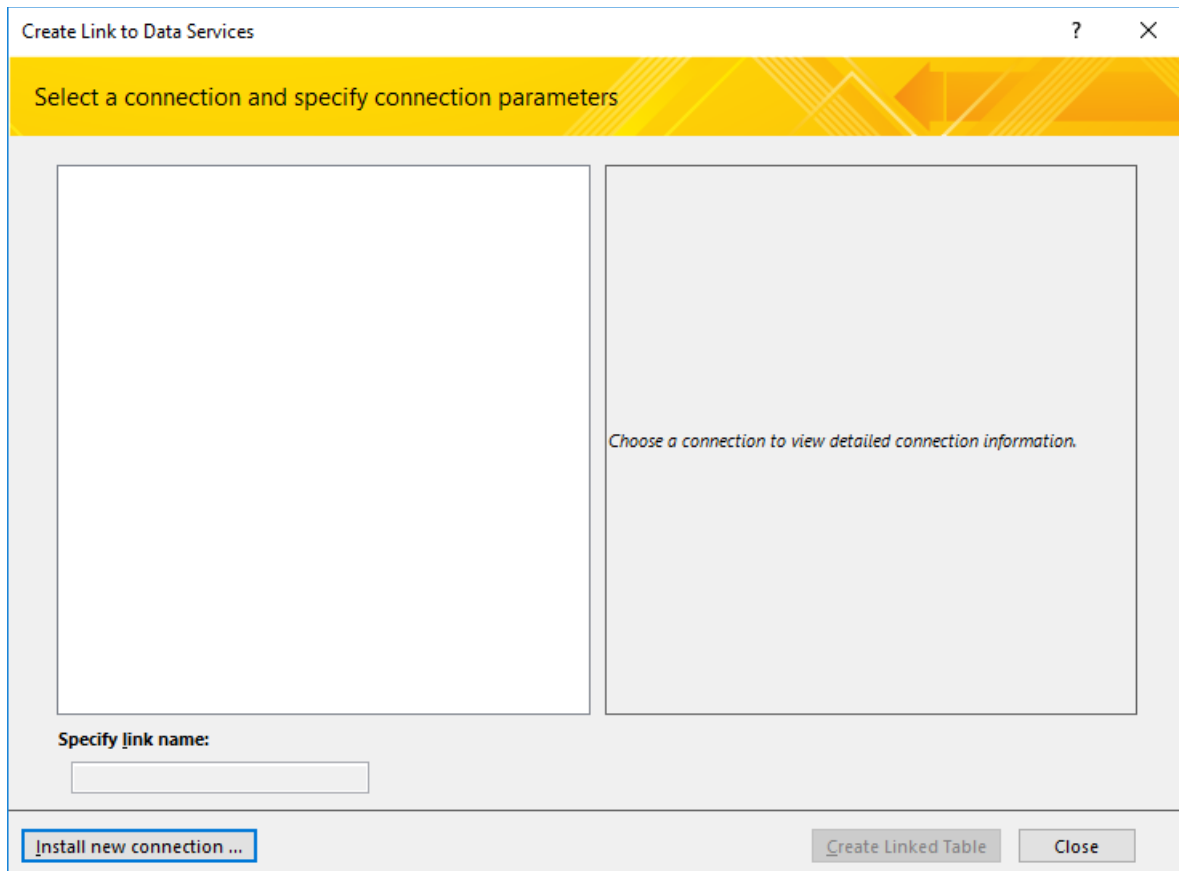 Create Link to Data Services
?
Select a connection and specify connection parameters
Choose a connection to view detailed connection information.
Specify link name:
Install new connection ...
Create Linked Table
Close